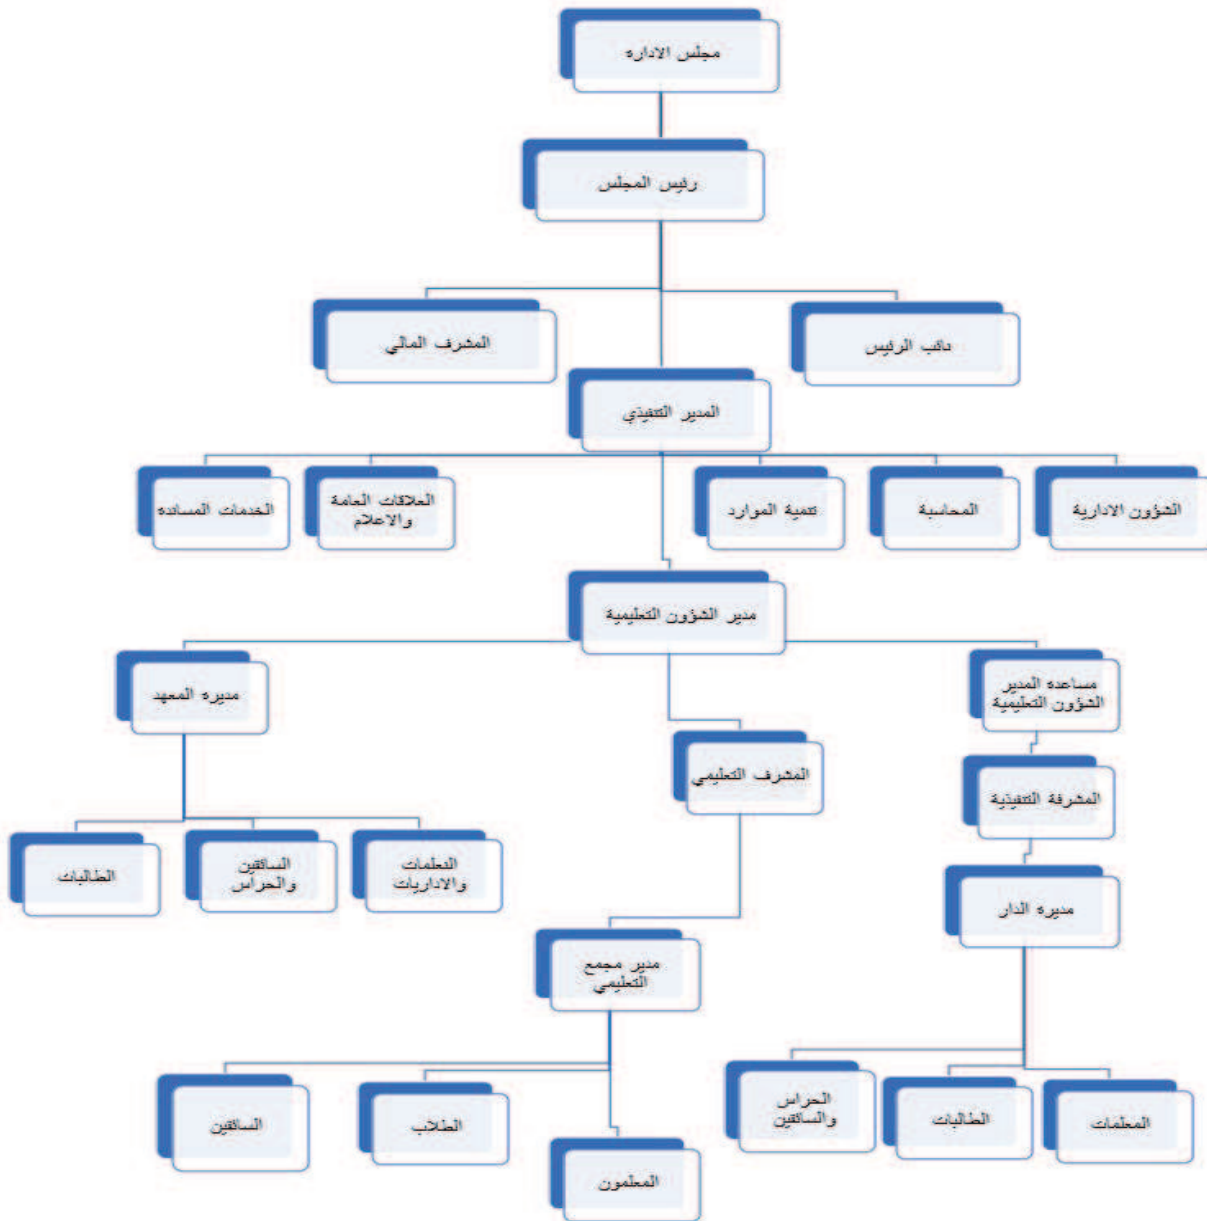 مجلس الاداره
رئيس المجلس
نائب الرئيس
المشرف المالي
المدير التنفيذي
الشؤون الادارية
المحاسبة
تنمية الموارد
العلاقات العامة
والاعلام
الخدمات المسانده
مدير الشؤون التعليمية
مساعده المدير
الشؤون التعليمية
مديره المعهد
المشرف التعليمي
المشرفة التنفيذية
مديره الدار
التعلمات
والاداريات
السائقين
والحراس
الطالبات
مدير مجمع
التعليمي
المعلمات
الطالبات
الحراس
والسائقين
المعلمون
الطلاب
السائقين